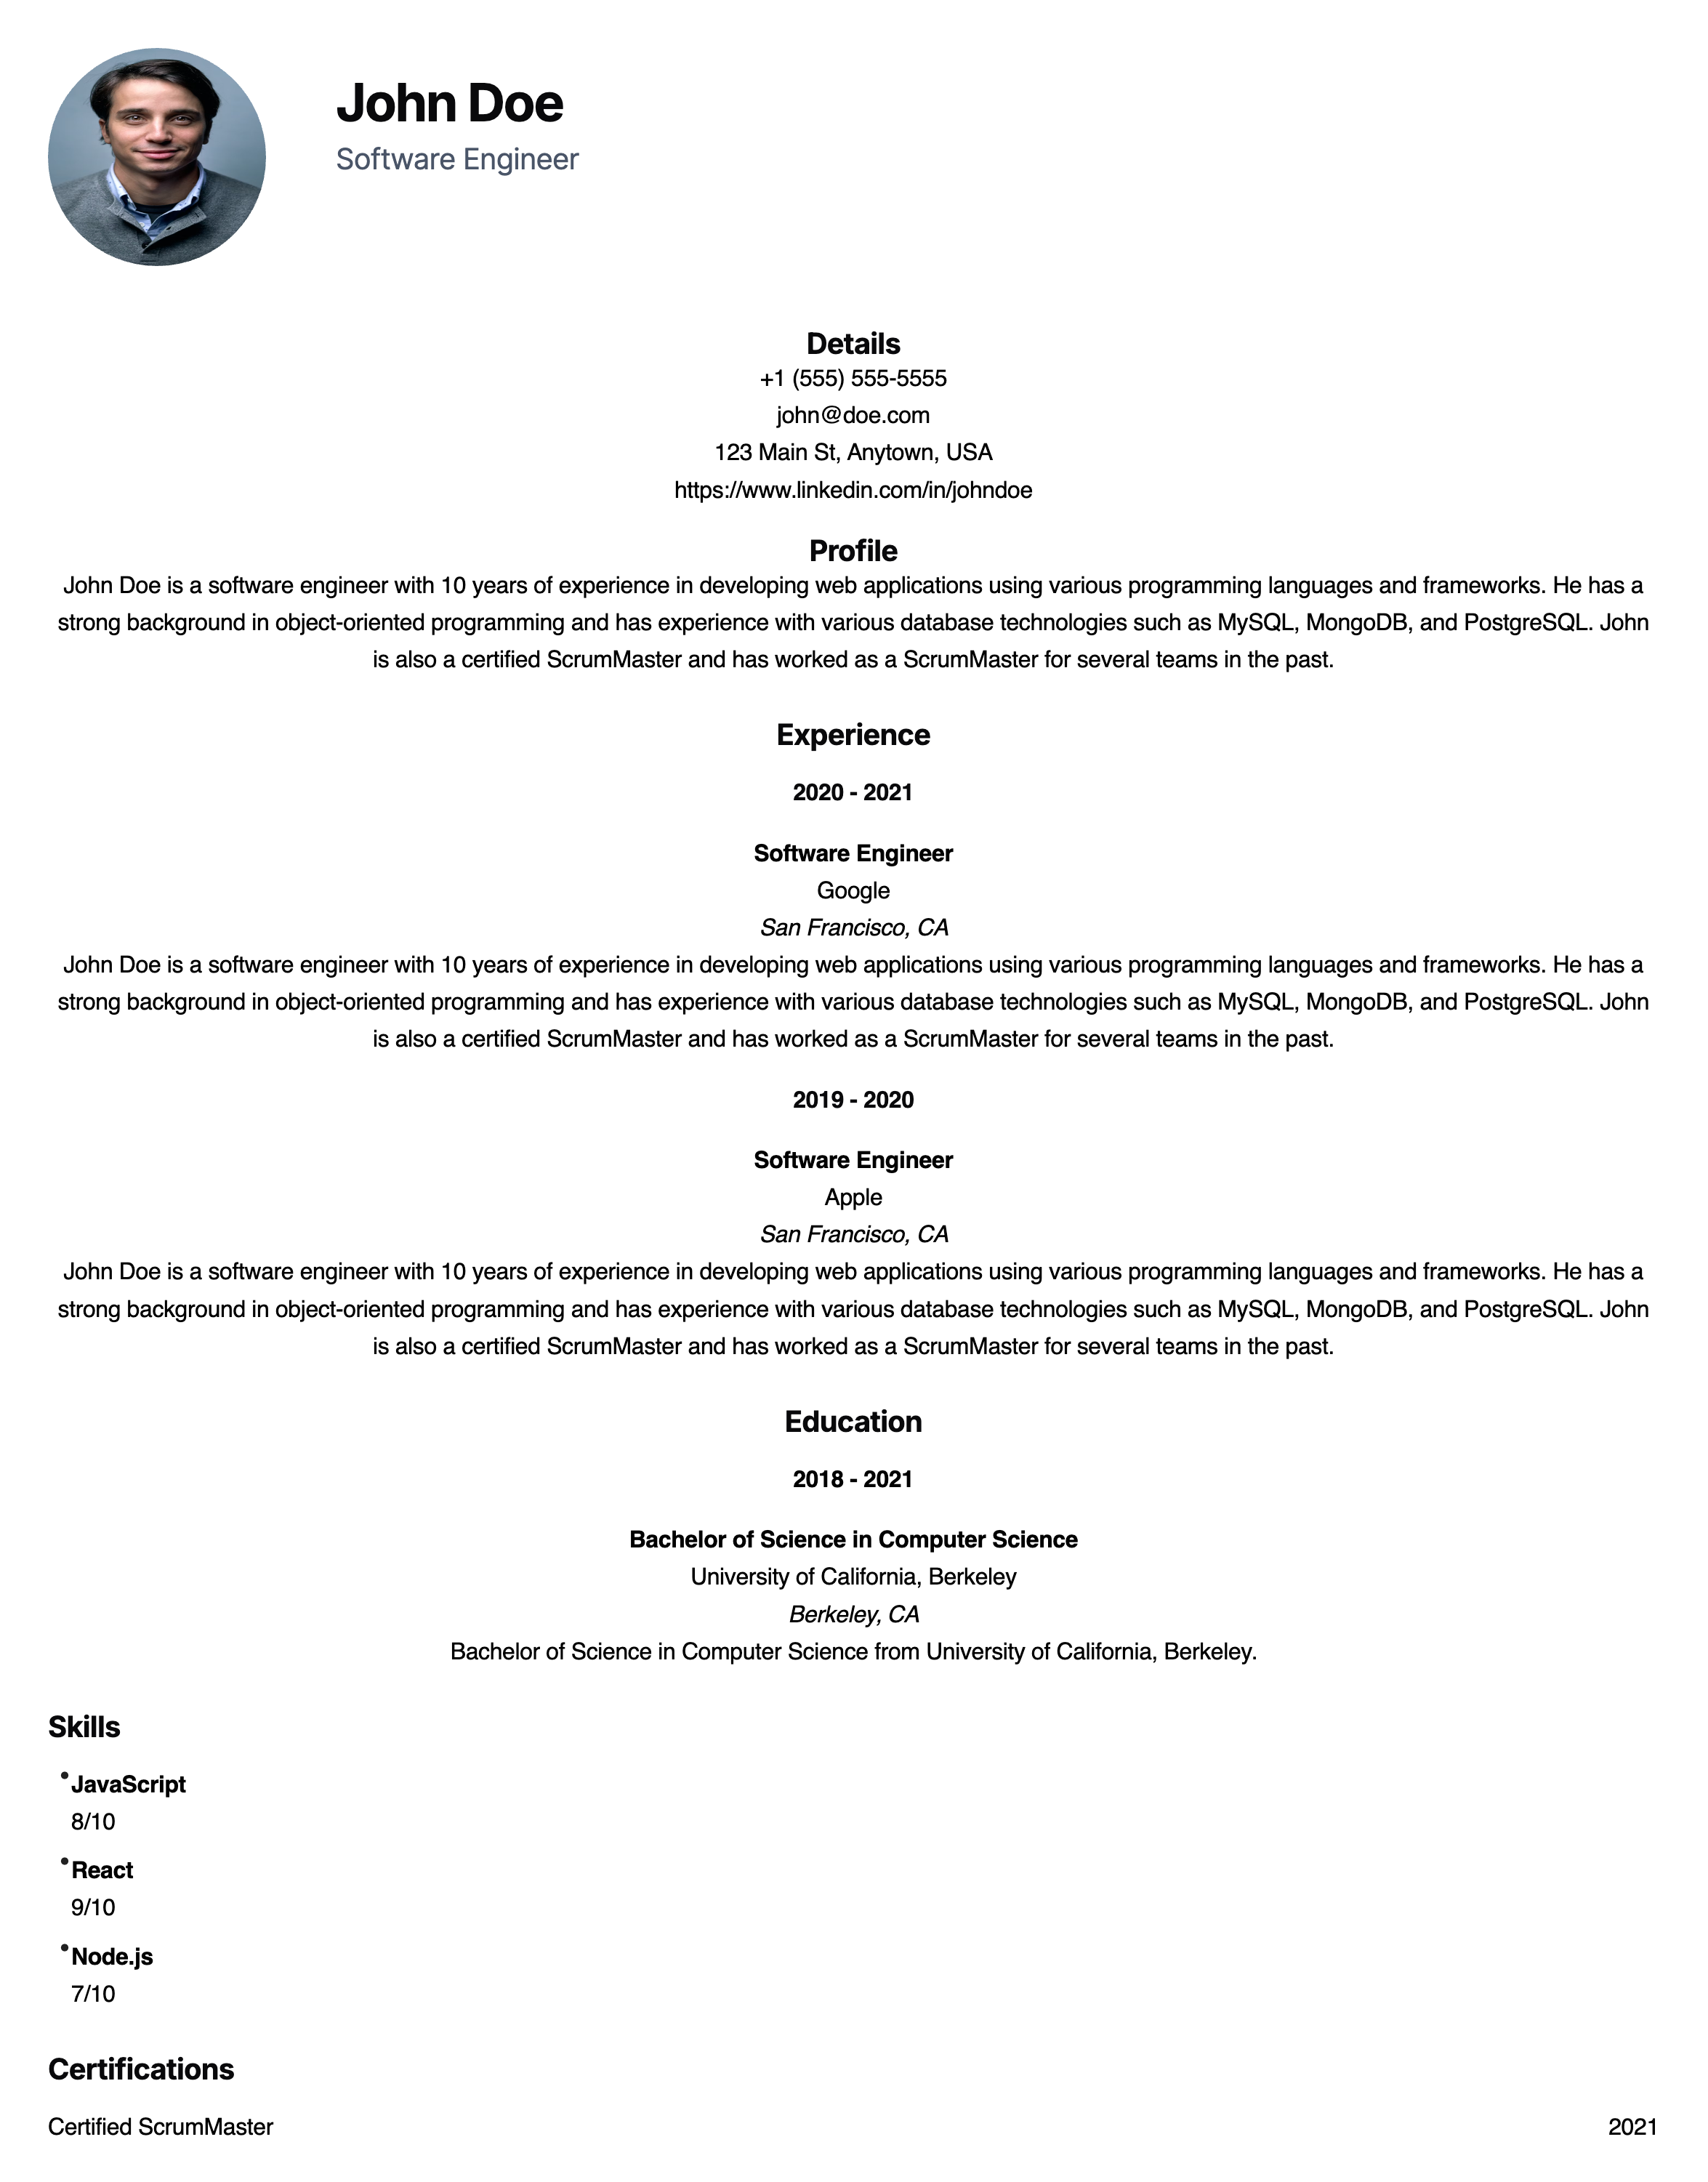 John Doe
Software Engineer
Details
+1 (555) 555-5555
john@doe.com
123 Main St, Anytown, USA
https://www.linkedin.com/in/johndoe
Profile
John Doe is a software engineer with 10 years of experience in developing web applications using various programming languages and frameworks. He has a
strong background in object-oriented programming and has experience with various database technologies such as MySQL, MongoDB, and PostgreSQL. John
is also a certified ScrumMaster and has worked as a ScrumMaster for several teams in the past.
Experience
2020 - 2021
Software Engineer
Google
San Francisco, CA
John Doe is a software engineer with 10 years of experience in developing web applications using various programming languages and frameworks. He has a
strong background in object-oriented programming and has experience with various database technologies such as MySQL, MongoDB, and PostgreSQL. John
is also a certified ScrumMaster and has worked as a ScrumMaster for several teams in the past.
2019 - 2020
Software Engineer
Apple
San Francisco, CA
John Doe is a software engineer with 10 years of experience in developing web applications using various programming languages and frameworks. He has a
strong background in object-oriented programming and has experience with various database technologies such as MySQL, MongoDB, and PostgreSQL. John
is also a certified ScrumMaster and has worked as a ScrumMaster for several teams in the past.
Education
2018 - 2021
Bachelor of Science in Computer Science
University of California, Berkeley
Berkeley, CA
Bachelor of Science in Computer Science from University of California, Berkeley.
Skills
• JavaScript
8/10
• React
9/10
• Node.js
7/10
Certifications
Certified ScrumMaster 2021